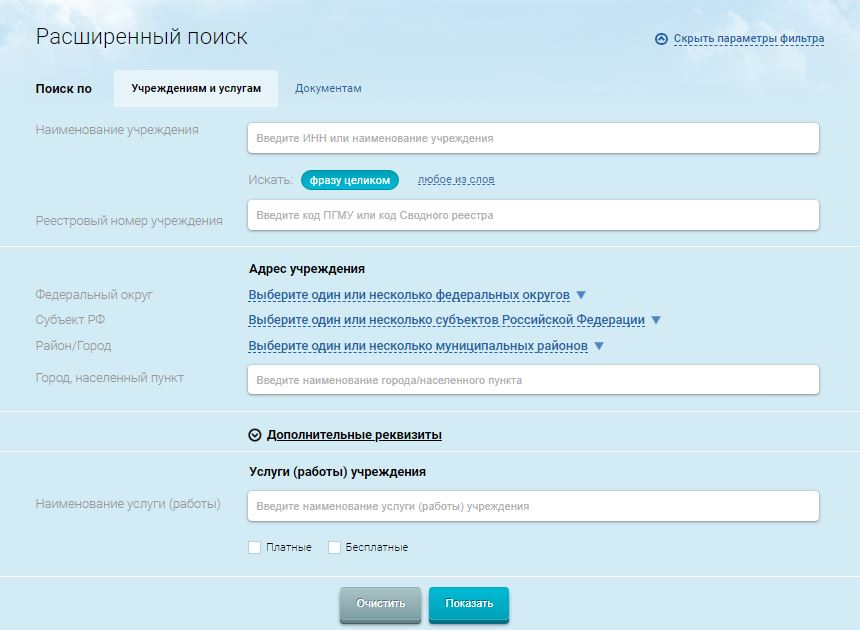 Расширенный поиск
Скрыть параметры фильтра
Поиск по
Учреждениям и услугам
Документам
Наименование учреждения
Введите ИНН или наименование учреждения
Искать: фразу целиком любое из слов
Реестровый номер учреждения
Введите код ПГМУ или код Сводного реестра
Адрес учреждения
Федеральный округ
Выберите один или несколько федеральных округов
Субъект РФ
Выберите один или несколько субъектов Российской Федерации
Район/Город
Выберите один или несколько муниципальных районов
Город, населенный пункт
Введите наименование города/населенного пункта
Дополнительные реквизиты
Услуги (работы) учреждения
Наименование услуги (работы)
Введите наименование услуги (работы) учреждения
Платные Бесплатные
Очистить Показать